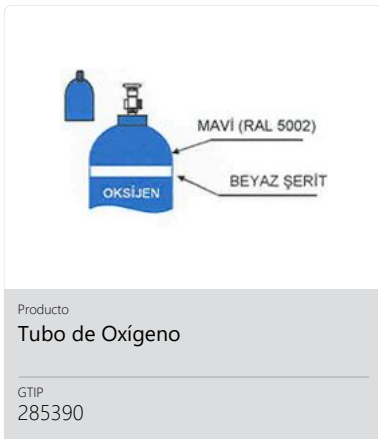 MAVİ (RAL 5002)
BEYAZ ŞERİT
OKSİJEN
Producto
Tubo de Oxígeno
GTIP
285390